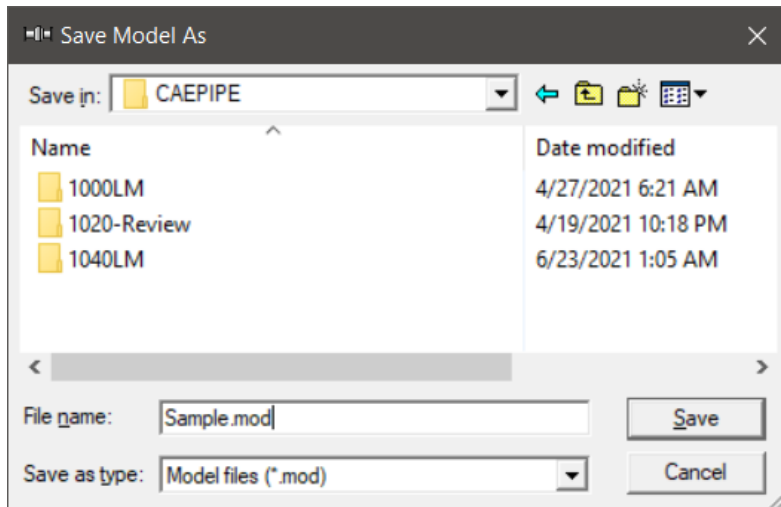 Save Model As
Save in: CAEPIPE
Name Date modified
1000LM 4/27/2021 6:21 AM
1020-Review 4/19/2021 10:18 PM
1040LM 6/23/2021 1:05 AM
File name: Sample.mod Save
Save as type: Model files (*.mod) Cancel